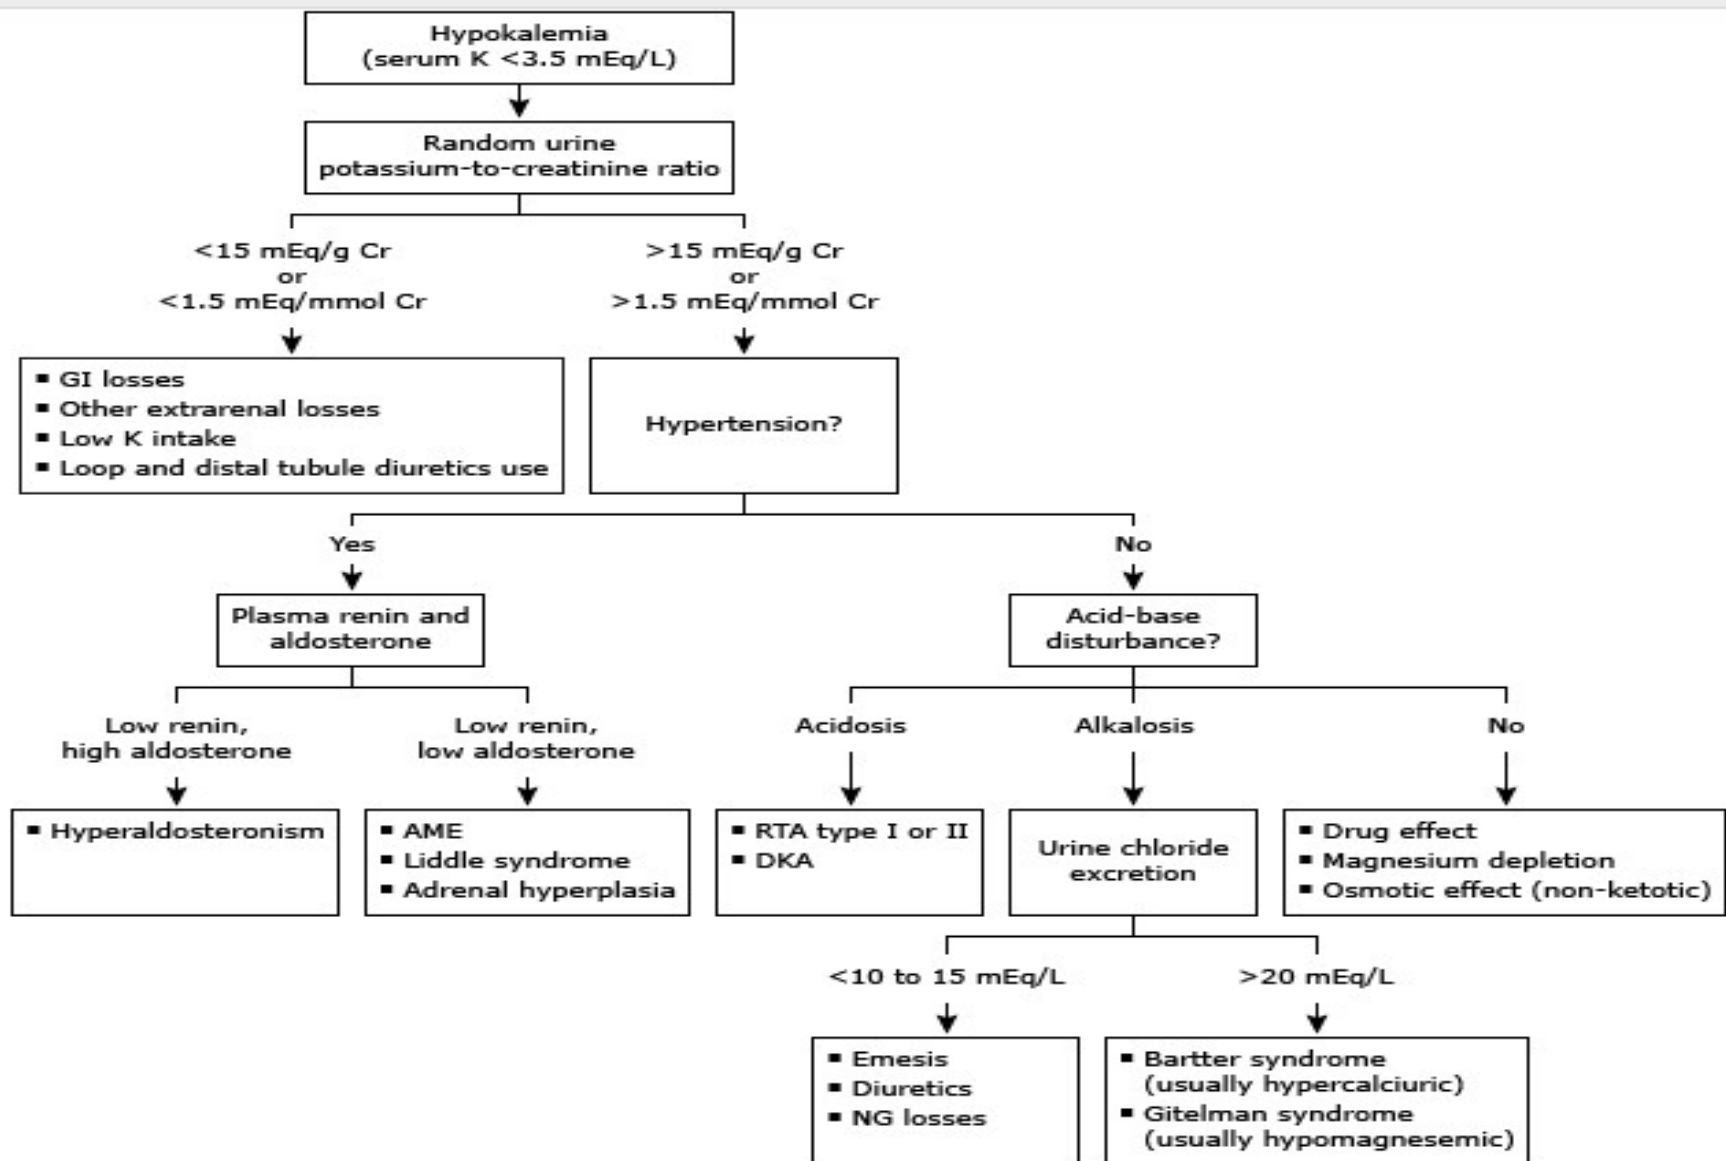 Hypokalemia
(serum K <3.5 mEq/L)
Random urine
potassium-to-creatinine ratio
<15 mEq/g Cr
or
<1.5 mEq/mmol Cr
>15 mEq/g Cr
or
>1.5 mEq/mmol Cr
▪ GI losses
▪ Other extrarenal losses
▪ Low K intake
▪ Loop and distal tubule diuretics use
Hypertension?
Yes
No
Plasma renin and
aldosterone
Acid-base
disturbance?
Low renin,
high aldosterone
Low renin,
low aldosterone
Acidosis
Alkalosis
No
▪ Hyperaldosteronism
▪ AME
▪ Liddle syndrome
▪ Adrenal hyperplasia
▪ RTA type I or II
▪ DKA
Urine chloride
excretion
▪ Drug effect
▪ Magnesium depletion
▪ Osmotic effect (non-ketotic)
<10 to 15 mEq/L
>20 mEq/L
▪ Emesis
▪ Diuretics
▪ NG losses
▪ Bartter syndrome
(usually hypercalciuric)
▪ Gitelman syndrome
(usually hypomagnesemic)